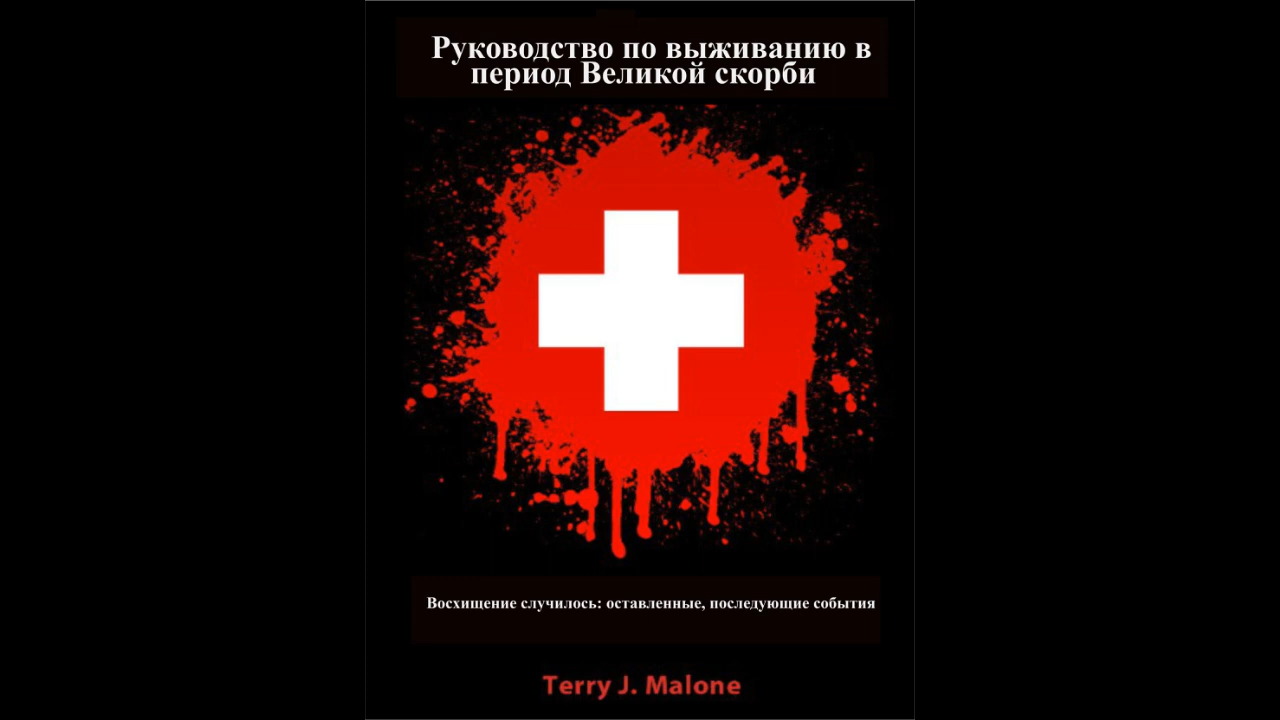 Руководство по выживанию в
период Великой скорби
Восхищение случилось: оставленные, последующие события
Terry J. Malone